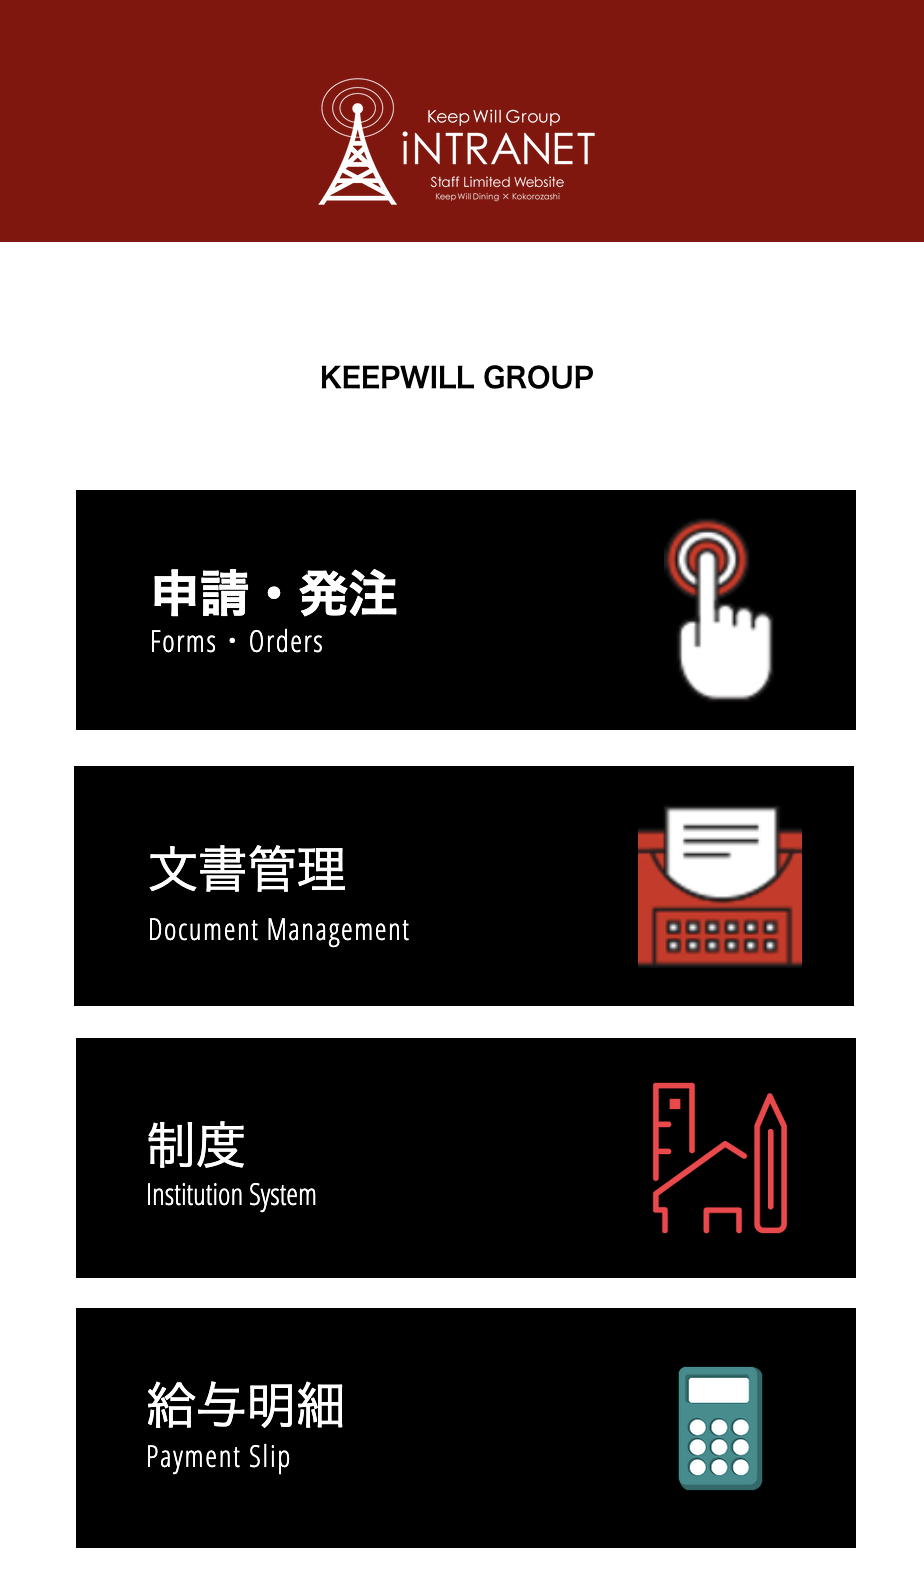 Keep Will Group
iNTRANET
Staff Limited Website
Keep Will Dining × Kokorozashi
KEEPWILL GROUP
申請・発注
Forms・Orders
文書管理
Document Management
制度
Institution System
給与明細
Payment Slip